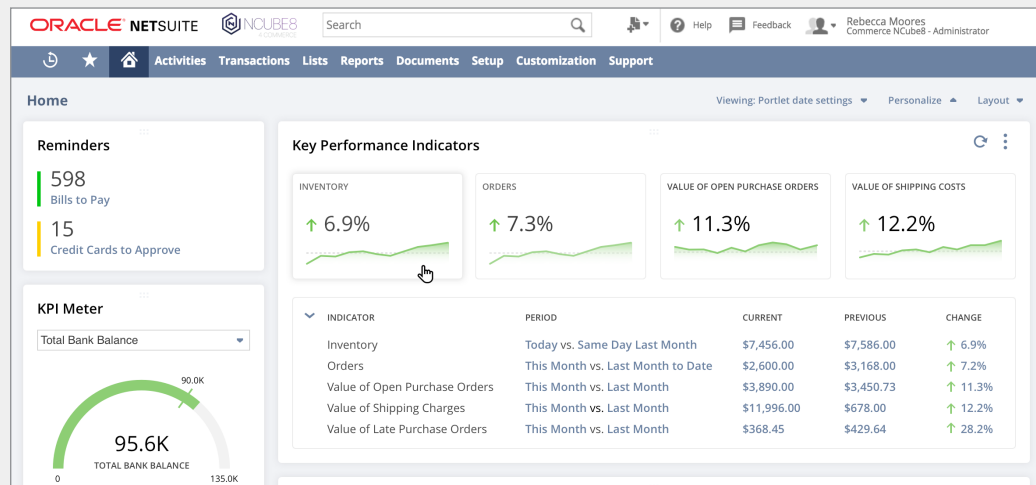 ORACLE NETSUITE NCUBE8 Search Help Feedback Rebecca Moores
Commerce NCube8 - Administrator
Activities Transactions Lists Reports Documents Setup Customization Support
Home Viewing: Portlet date settings Personalize Layout
Reminders
598
Bills to Pay
15
Credit Cards to Approve
KPI Meter
Total Bank Balance
90.0K
95.6K
TOTAL BANK BALANCE
0 135.0K
Key Performance Indicators
INVENTORY ORDERS VALUE OF OPEN PURCHASE ORDERS VALUE OF SHIPPING COSTS
6.9% 7.3% 11.3% 12.2%
INDICATOR PERIOD CURRENT PREVIOUS CHANGE
Inventory Today vs. Same Day Last Month $7,456.00 $7,586.00 6.9%
Orders This Month vs. Last Month to Date $2,600.00 $3,168.00 7.2%
Value of Open Purchase Orders This Month vs. Last Month $3,890.00 $3,450.73 11.3%
Value of Shipping Charges This Month vs. Last Month $11,996.00 $678.00 12.2%
Value of Late Purchase Orders This Month vs. Last Month $368.45 $429.64 28.2%